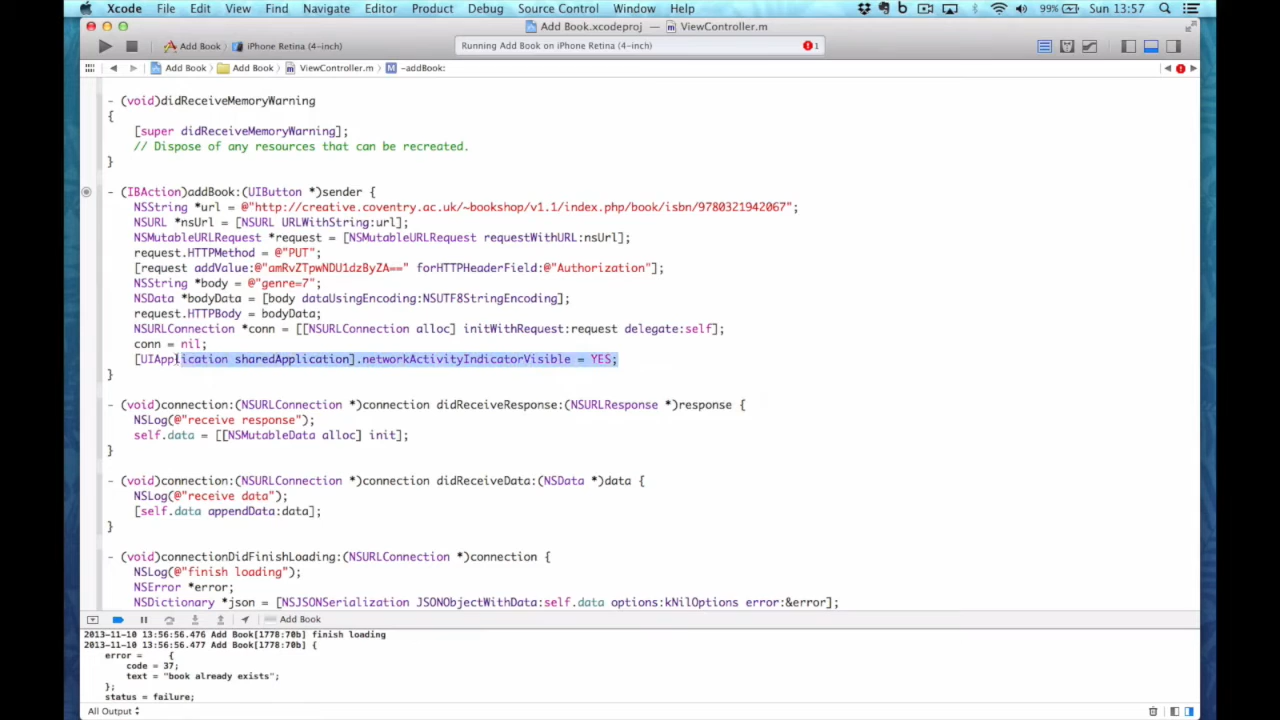 Xcode File Edit View Find Navigate Editor Product Debug Source Control Window Help 99% Sun 13:57
Add Book.xcodeproj — ViewController.m
Add Book iPhone Retina (4-inch) Running Add Book on iPhone Retina (4-inch) 1
Add Book Add Book ViewController.m M -addBook:
- (void)didReceiveMemoryWarning
{
[super didReceiveMemoryWarning];
// Dispose of any resources that can be recreated.
}
- (IBAction)addBook:(UIButton *)sender {
NSString *url = @"http://creative.coventry.ac.uk/~bookshop/v1.1/index.php/book/isbn/9780321942067";
NSURL *nsUrl = [NSURL URLWithString:url];
NSMutableURLRequest *request = [NSMutableURLRequest requestWithURL:nsUrl];
request.HTTPMethod = @"PUT";
[request addValue:@"amRvZTpwNDU1dzByZA==" forHTTPHeaderField:@"Authorization"];
NSString *body = @"genre=7";
NSData *bodyData = [body dataUsingEncoding:NSUTF8StringEncoding];
request.HTTPBody = bodyData;
NSURLConnection *conn = [[NSURLConnection alloc] initWithRequest:request delegate:self];
conn = nil;
[UIApplication sharedApplication].networkActivityIndicatorVisible = YES;
}
- (void)connection:(NSURLConnection *)connection didReceiveResponse:(NSURLResponse *)response {
NSLog(@"receive response");
self.data = [[NSMutableData alloc] init];
}
- (void)connection:(NSURLConnection *)connection didReceiveData:(NSData *)data {
NSLog(@"receive data");
[self.data appendData:data];
}
- (void)connectionDidFinishLoading:(NSURLConnection *)connection {
NSLog(@"finish loading");
NSError *error;
NSDictionary *json = [NSJSONSerialization JSONObjectWithData:self.data options:kNilOptions error:&error];
Add Book
2013-11-10 13:56:56.476 Add Book[1778:70b] finish loading
2013-11-10 13:56:56.477 Add Book[1778:70b] {
error = {
code = 37;
text = "book already exists";
};
status = failure;
All Output